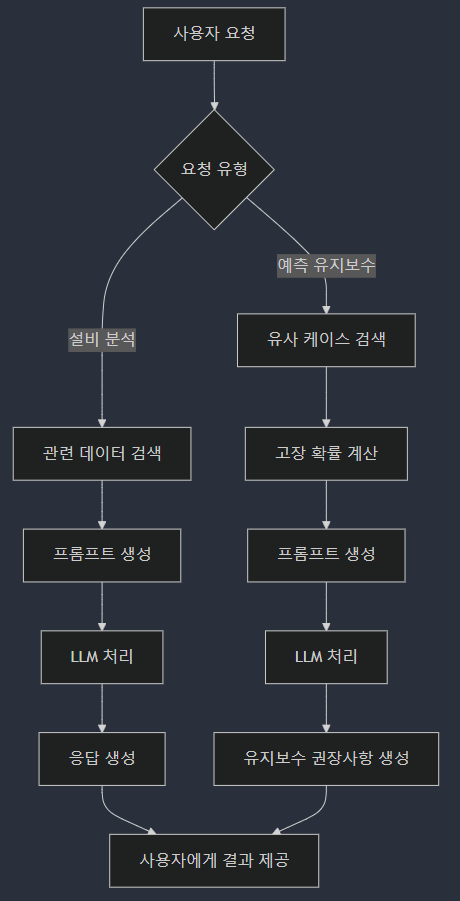 사용자 요청
요청 유형
예측 유지보수
설비 분석
유사 케이스 검색
관련 데이터 검색
고장 확률 계산
프롬프트 생성
프롬프트 생성
LLM 처리
LLM 처리
응답 생성
유지보수 권장사항 생성
사용자에게 결과 제공